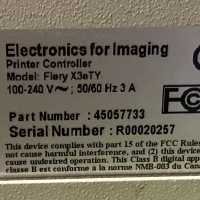 Electronics for Imaging
Printer Controller
Model: Fiery X3eTY
100-240 V~; 50/60 Hz 3 A
FC
Part Number : 45057733
Serial Number : R00020257
This device complies with part 15 of the FCC Rules
not cause harmful interference, and (2) this device
cause undesired operation. This Class B digital app
classe B est conforme à la norme NMB-003 du Ca